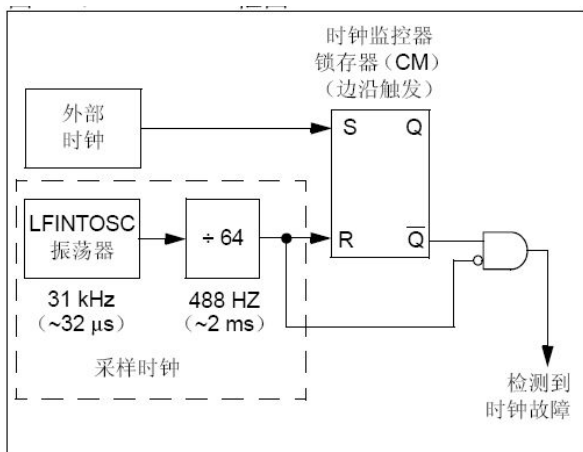 时钟监控器
锁存器(CM)
(边沿触发)
外部
时钟
S
Q
LFINTOSC
振荡器
÷ 64
R
Q̅
31 kHz
(~32 μs)
488 HZ
(~2 ms)
采样时钟
检测到
时钟故障